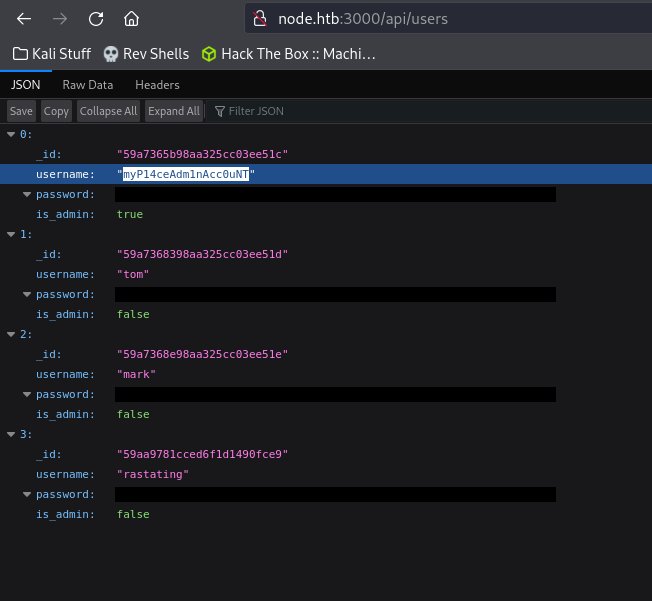 node.htb:3000/api/users
Kali Stuff Rev Shells Hack The Box :: Machi…
JSON Raw Data Headers
Save Copy Collapse All Expand All Filter JSON
0:
_id: "59a7365b98aa325cc03ee51c"
username: "myP14ceAdm1nAcc0uNT"
password:
is_admin: true
1:
_id: "59a7368398aa325cc03ee51d"
username: "tom"
password:
is_admin: false
2:
_id: "59a7368e98aa325cc03ee51e"
username: "mark"
password:
is_admin: false
3:
_id: "59aa9781cced6f1d1490fce9"
username: "rastating"
password:
is_admin: false